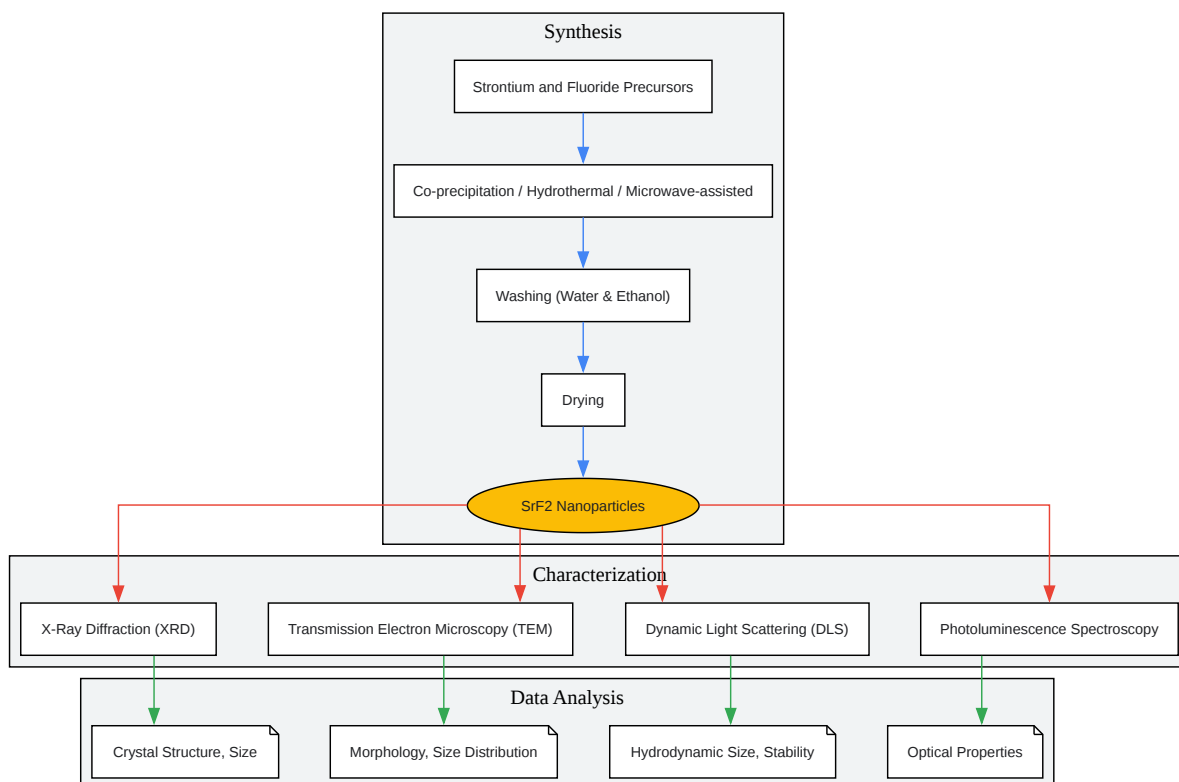 Synthesis
Strontium and Fluoride Precursors
Co-precipitation / Hydrothermal / Microwave-assisted
Washing (Water & Ethanol)
Drying
SrF2 Nanoparticles
Characterization
X-Ray Diffraction (XRD)
Transmission Electron Microscopy (TEM)
Dynamic Light Scattering (DLS)
Photoluminescence Spectroscopy
Data Analysis
Crystal Structure, Size
Morphology, Size Distribution
Hydrodynamic Size, Stability
Optical Properties